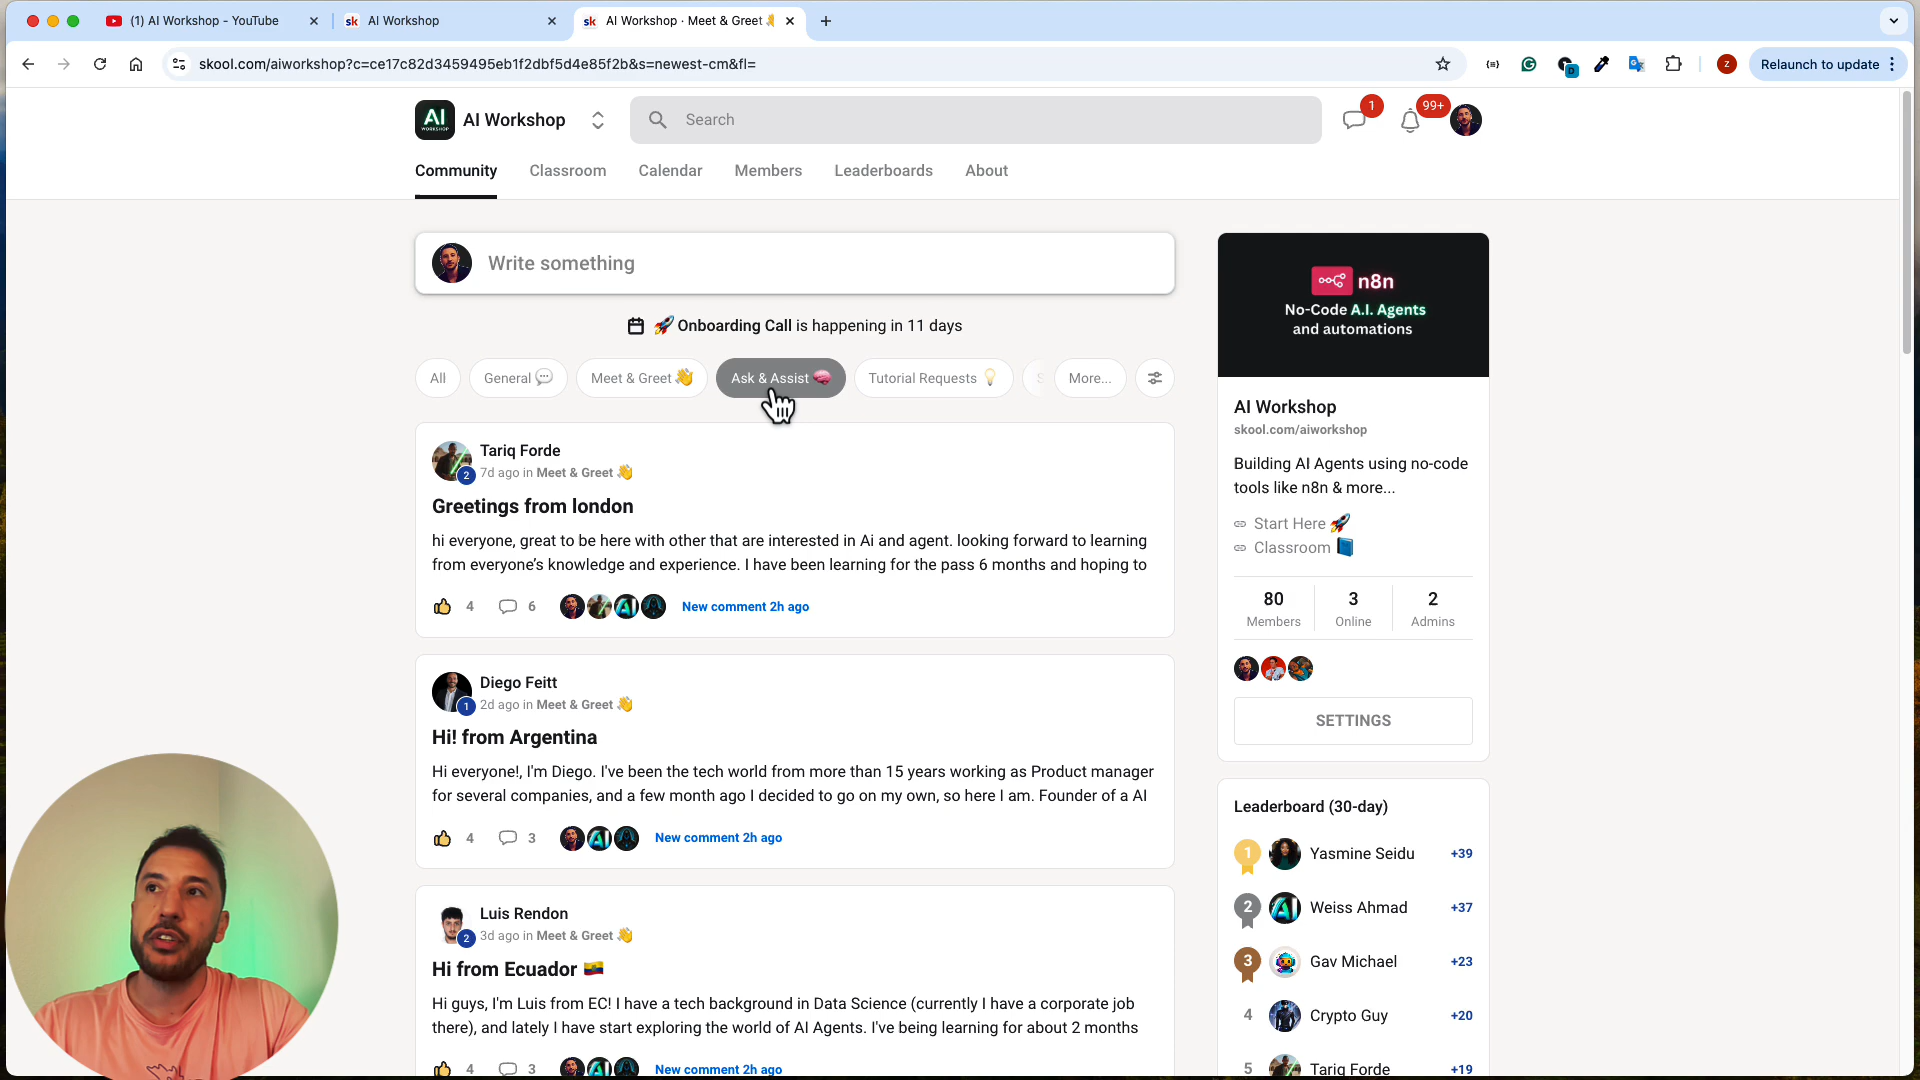 (1) AI Workshop - YouTube
sk AI Workshop
sk AI Workshop · Meet & Greet
skool.com/aiworkshop?c=ce17c82d3459495eb1f2dbf5d4e85f2b&s=newest-cm&fl=
z
Relaunch to update
AI WORKSHOP
AI Workshop
Search
1
99+
Community
Classroom
Calendar
Members
Leaderboards
About
Write something
Onboarding Call is happening in 11 days
All
General
Meet & Greet
Ask & Assist
Tutorial Requests
S
More...
Tariq Forde
2
7d ago in Meet & Greet
Greetings from london
hi everyone, great to be here with other that are interested in Ai and agent. looking forward to learning
from everyone’s knowledge and experience. I have been learning for the pass 6 months and hoping to
4
6
New comment 2h ago
Diego Feitt
1
2d ago in Meet & Greet
Hi! from Argentina
Hi everyone!, I'm Diego. I've been the tech world from more than 15 years working as Product manager
for several companies, and a few month ago I decided to go on my own, so here I am. Founder of a AI
4
3
New comment 2h ago
Luis Rendon
2
3d ago in Meet & Greet
Hi from Ecuador
Hi guys, I'm Luis from EC! I have a tech background in Data Science (currently I have a corporate job
there), and lately I have start exploring the world of AI Agents. I've being learning for about 2 months
4
3
New comment 2h ago
n8n
No-Code A.I. Agents
and automations
AI Workshop
skool.com/aiworkshop
Building AI Agents using no-code
tools like n8n & more...
Start Here
Classroom
80
Members
3
Online
2
Admins
SETTINGS
Leaderboard (30-day)
1 Yasmine Seidu +39
2 Weiss Ahmad +37
3 Gav Michael +23
4 Crypto Guy +20
5 Tariq Forde +19